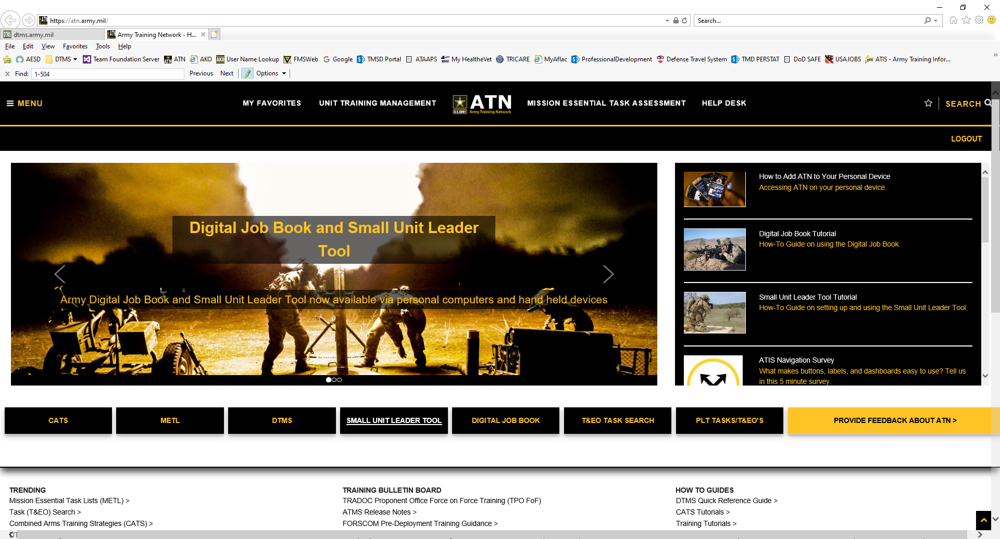 https://atn.army.mil/
Search...
DTMS dtms.army.mil
ATN Army Training Network - H...
File Edit View Favorites Tools Help
AESD DTMS Team Foundation Server ATN AKO User Name Lookup FMSWeb Google TMSD Portal ATAAPS My HealtheVet TRICARE MyAflac ProfessionalDevelopment Defense Travel System TMD PERSTAT DoD SAFE USAJOBS ATIS - Army Training Infor...
Find: 1-504 Previous Next Options
MENU
MY FAVORITES
UNIT TRAINING MANAGEMENT
ATN
U.S.ARMY Army Training Network
MISSION ESSENTIAL TASK ASSESSMENT
HELP DESK
SEARCH
LOGOUT
Digital Job Book and Small Unit Leader
Tool
Army Digital Job Book and Small Unit Leader Tool now available via personal computers and hand held devices
How to Add ATN to Your Personal Device
Accessing ATN on your personal device.
Digital Job Book Tutorial
How-To Guide on using the Digital Job Book.
Small Unit Leader Tool Tutorial
How-To Guide on setting up and using the Small Unit Leader Tool.
ATIS Navigation Survey
What makes buttons, labels, and dashboards easy to use? Tell us
in this 5 minute survey.
CATS
METL
DTMS
SMALL UNIT LEADER TOOL
DIGITAL JOB BOOK
T&EO TASK SEARCH
PLT TASKS/T&EO'S
PROVIDE FEEDBACK ABOUT ATN >
TRENDING
Mission Essential Task Lists (METL) >
Task (T&EO) Search >
Combined Arms Training Strategies (CATS) >
TRAINING BULLETIN BOARD
TRADOC Proponent Office Force on Force Training (TPO FoF)
ATMS Release Notes >
FORSCOM Pre-Deployment Training Guidance >
HOW TO GUIDES
DTMS Quick Reference Guide >
CATS Tutorials >
Training Tutorials >